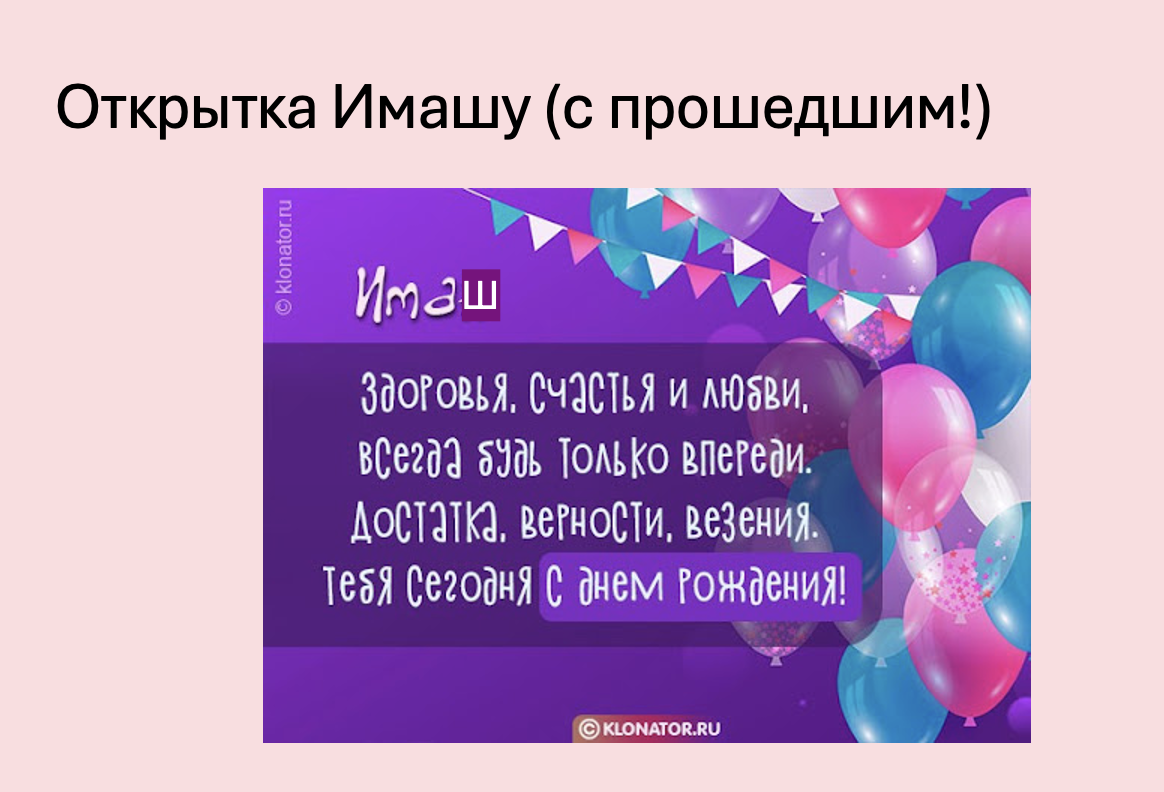 Открытка Имашу (с прошедшим!)
© klonator.ru
Имаш
Здоровья, счастья и любви,
всегда будь только впереди.
Достатка, верности, везения.
Тебя сегодня с днем рождения!
© KLONATOR.RU